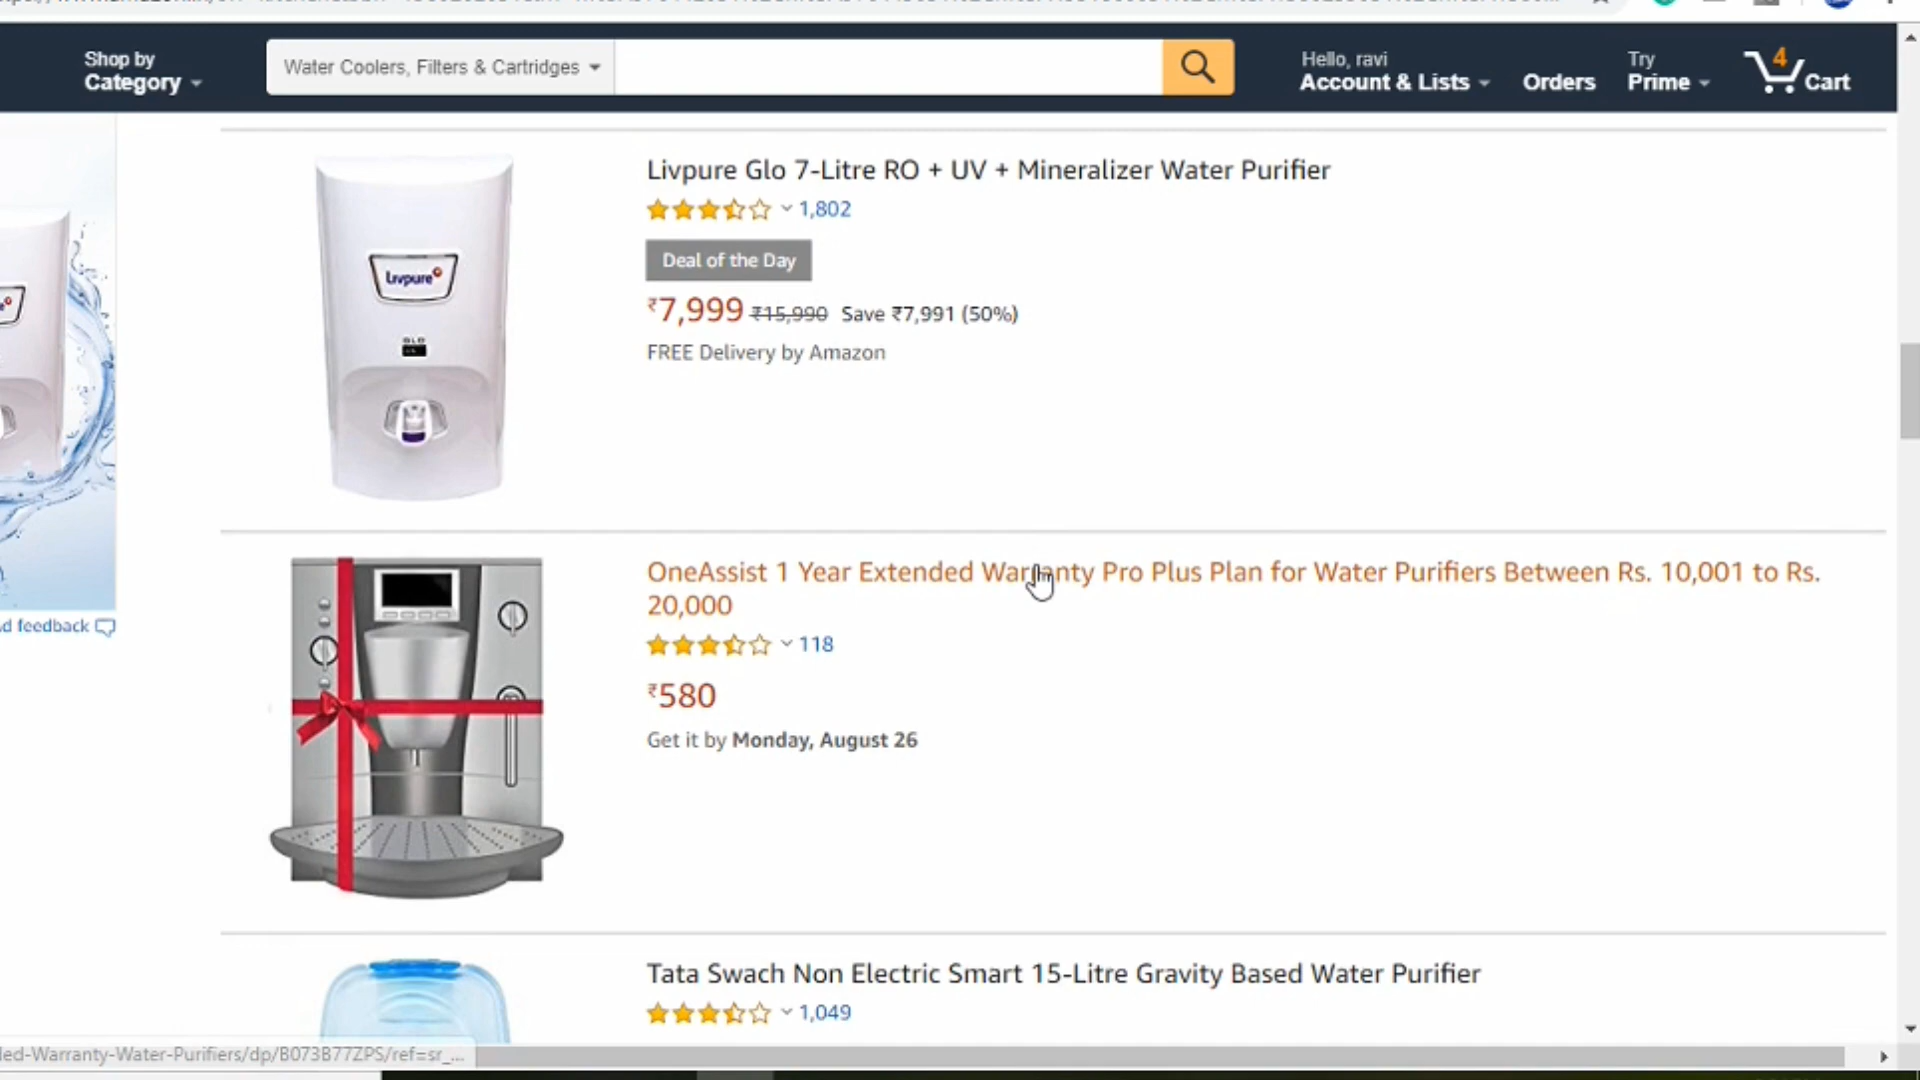 Shop by
Category
Water Coolers, Filters & Cartridges
Hello, ravi
Account & Lists
Orders
Try
Prime
4
Cart
Livpure Glo 7-Litre RO + UV + Mineralizer Water Purifier
1,802
Deal of the Day
₹7,999 ₹15,990 Save ₹7,991 (50%)
FREE Delivery by Amazon
Livpure
GLO
OneAssist 1 Year Extended Warranty Pro Plus Plan for Water Purifiers Between Rs. 10,001 to Rs.
20,000
118
₹580
Get it by Monday, August 26
d feedback
Tata Swach Non Electric Smart 15-Litre Gravity Based Water Purifier
1,049
led-Warranty-Water-Purifiers/dp/B073B77ZPS/ref=sr_...